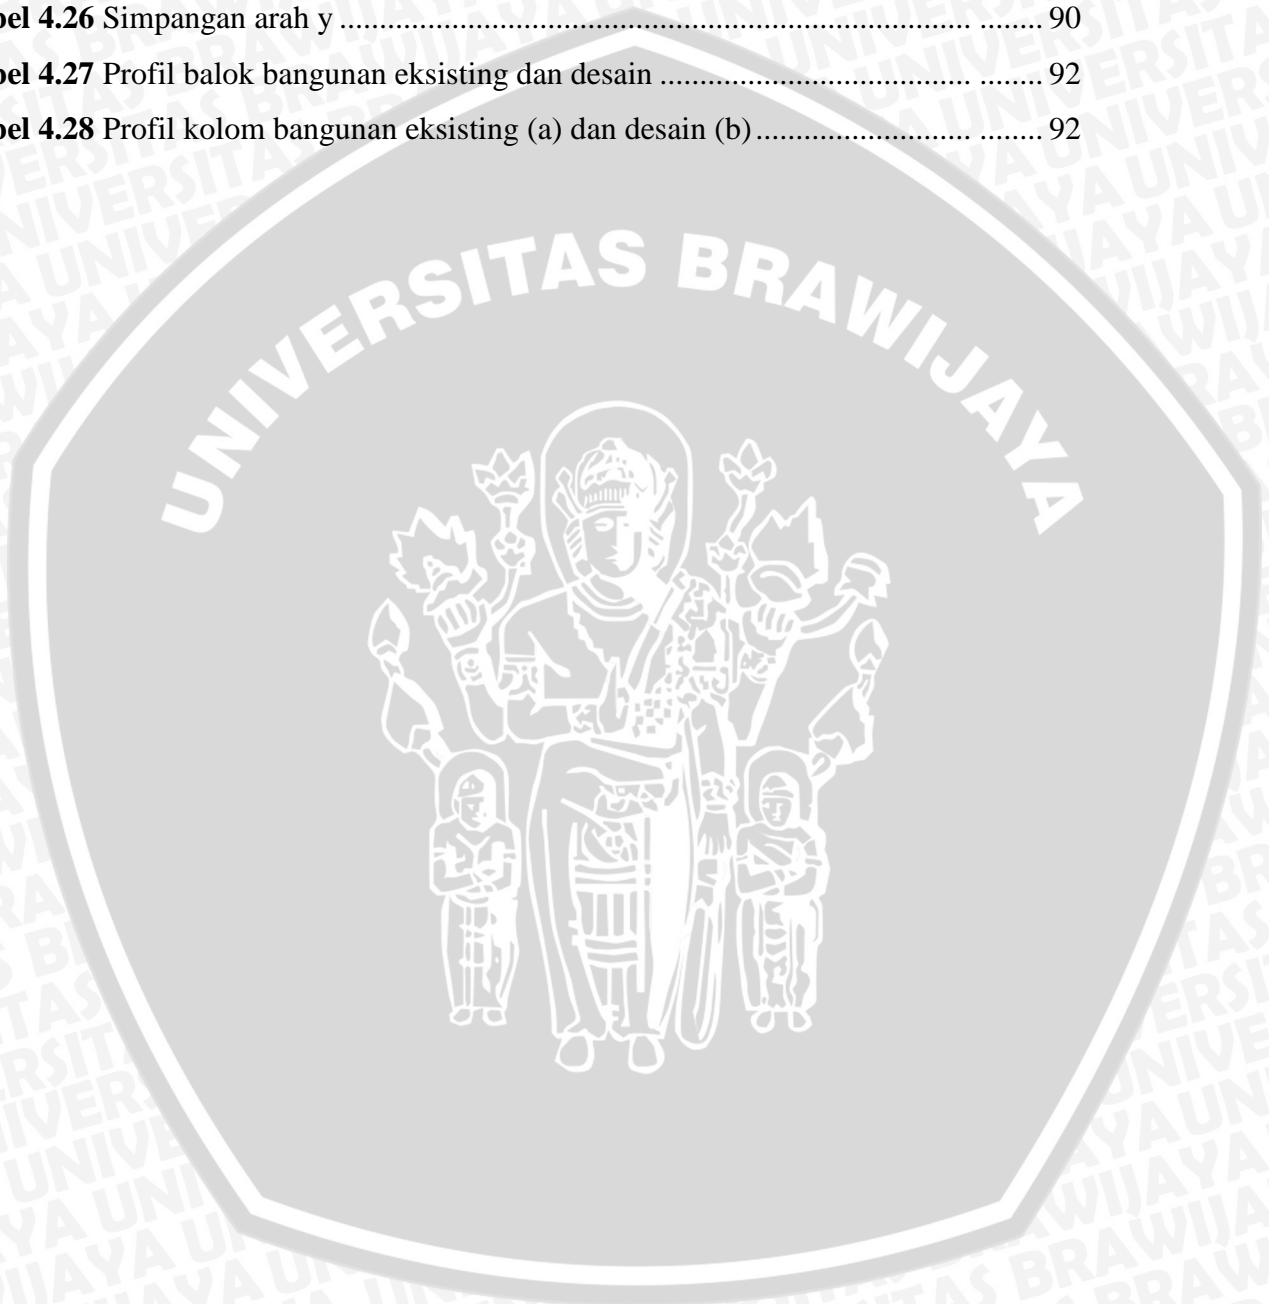 bel 4.26 Simpangan arah y ................................................................................ ........ 90
bel 4.27 Profil balok bangunan eksisting dan desain ....................................... ........ 92
bel 4.28 Profil kolom bangunan eksisting (a) dan desain (b) ........................... ........ 92
UNIVERSITAS BRAWIJAYA